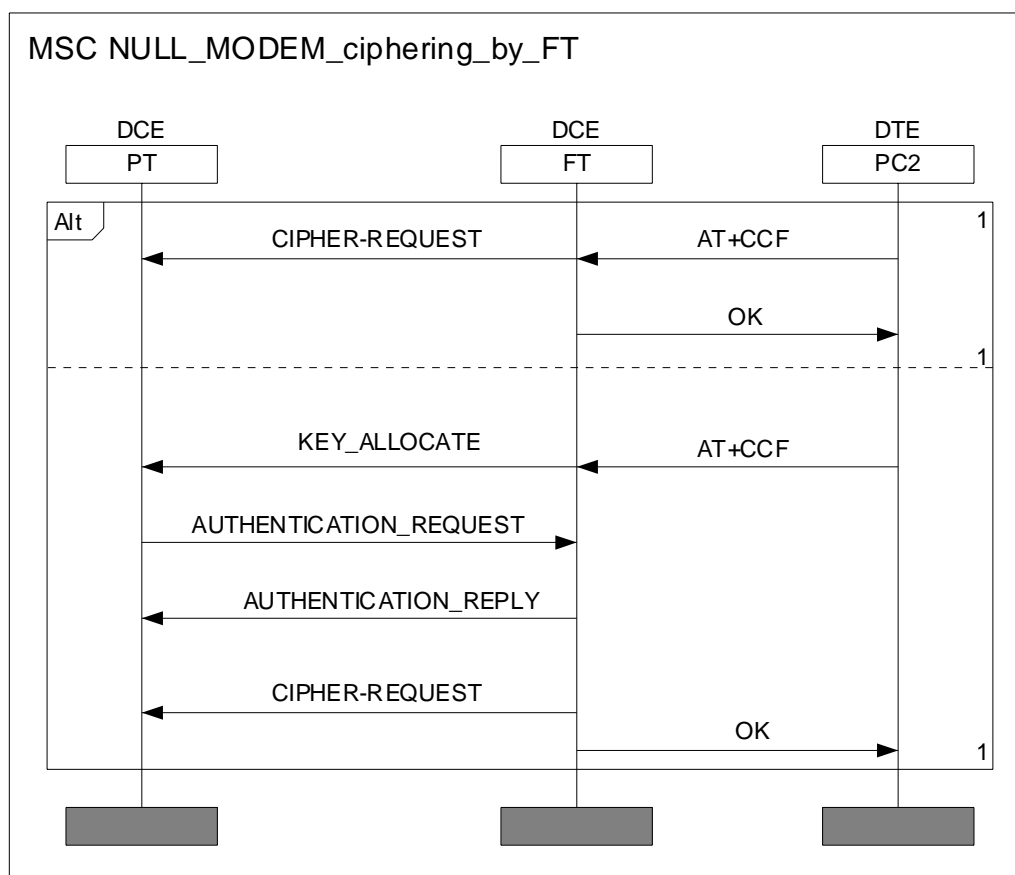 MSC NULL_MODEM_ciphering_by_FT
DCE DCE DTE
PT FT PC2
Alt 1
CIPHER-REQUEST AT+CCF
OK
1
KEY_ALLOCATE AT+CCF
AUTHENTICATION_REQUEST
AUTHENTICATION_REPLY
CIPHER-REQUEST
OK
1